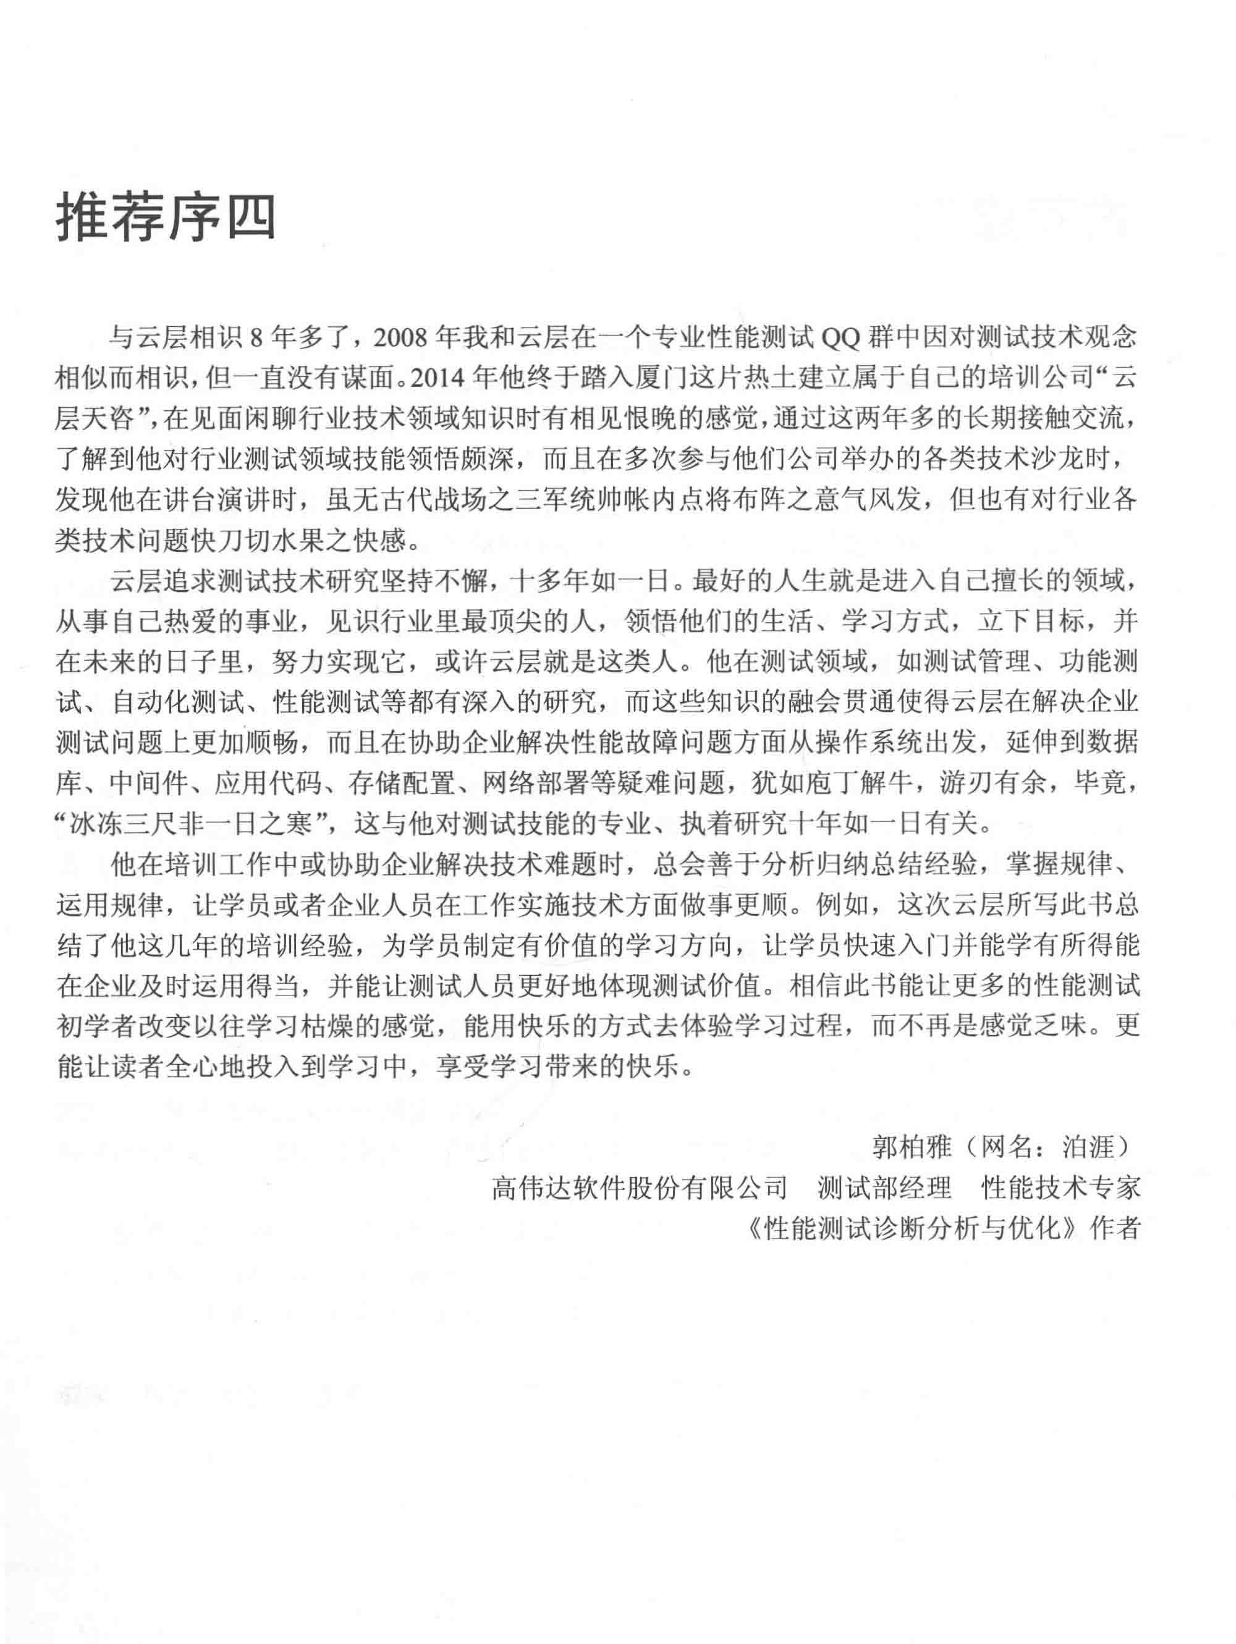 推荐序四
与云层相识 8 年多了，2008 年我和云层在一个专业性能测试 QQ 群中因对测试技术观念
相似而相识，但一直没有谋面。2014 年他终于踏入厦门这片热土建立属于自己的培训公司“云
层天咨”，在见面闲聊行业技术领域知识时有相见恨晚的感觉，通过这两年多的长期接触交流，
了解到他对行业测试领域技能领悟颇深，而且在多次参与他们公司举办的各类技术沙龙时，
发现他在讲台演讲时，虽无古代战场之三军统帅帐内点将布阵之意气风发，但也有对行业各
类技术问题快刀切水果之快感。
云层追求测试技术研究坚持不懈，十多年如一日。最好的人生就是进入自己擅长的领域，
从事自己热爱的事业，见识行业里最顶尖的人，领悟他们的生活、学习方式，立下目标，并
在未来的日子里，努力实现它，或许云层就是这类人。他在测试领域，如测试管理、功能测
试、自动化测试、性能测试等都有深入的研究，而这些知识的融会贯通使得云层在解决企业
测试问题上更加顺畅，而且在协助企业解决性能故障问题方面从操作系统出发，延伸到数据
库、中间件、应用代码、存储配置、网络部署等疑难问题，犹如庖丁解牛，游刃有余，毕竟，
“冰冻三尺非一日之寒”，这与他对测试技能的专业、执着研究十年如一日有关。
他在培训工作中或协助企业解决技术难题时，总会善于分析归纳总结经验，掌握规律、
运用规律，让学员或者企业人员在工作实施技术方面做事更顺。例如，这次云层所写此书总
结了他这几年的培训经验，为学员制定有价值的学习方向，让学员快速入门并能学有所得能
在企业及时运用得当，并能让测试人员更好地体现测试价值。相信此书能让更多的性能测试
初学者改变以往学习枯燥的感觉，能用快乐的方式去体验学习过程，而不再是感觉乏味。更
能让读者全心地投入到学习中，享受学习带来的快乐。
郭柏雅（网名：泊涯）
高伟达软件股份有限公司　测试部经理　性能技术专家
《性能测试诊断分析与优化》作者